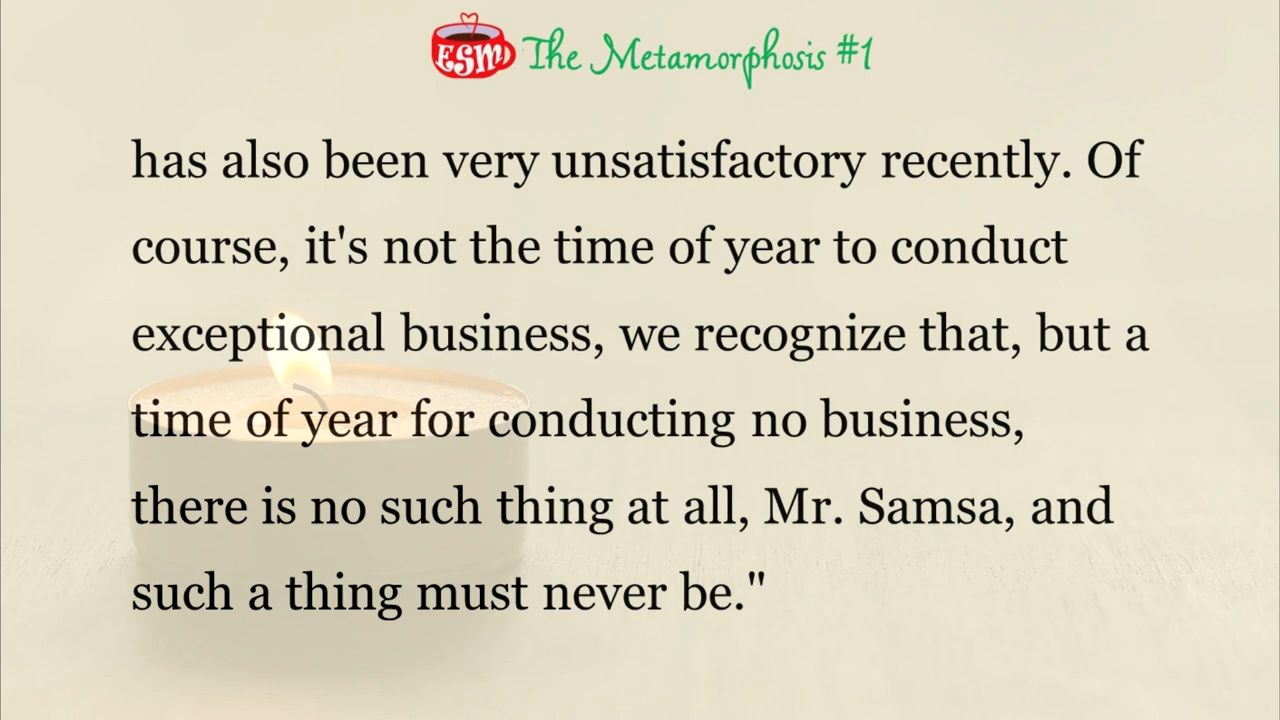 ESM The Metamorphosis #1
has also been very unsatisfactory recently. Of
course, it's not the time of year to conduct
exceptional business, we recognize that, but a
time of year for conducting no business,
there is no such thing at all, Mr. Samsa, and
such a thing must never be."